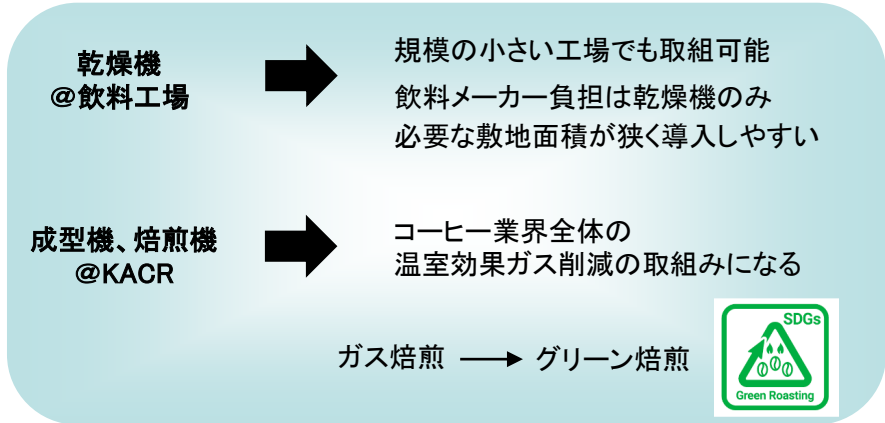 乾燥機
@飲料工場
規模の小さい工場でも取組可能
飲料メーカー負担は乾燥機のみ
必要な敷地面積が狭く導入しやすい
成型機、焙煎機
@KACR
コーヒー業界全体の
温室効果ガス削減の取組みになる
ガス焙煎 → グリーン焙煎
SDGs
Green Roasting